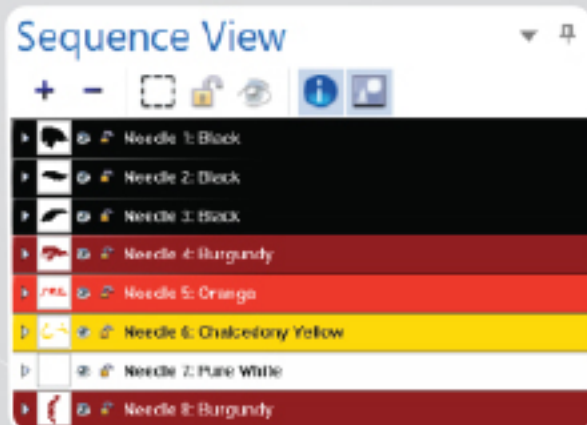 Sequence View
Needle 1: Black
Needle 2: Black
Needle 3: Black
Needle 4: Burgundy
Needle 5: Orange
Needle 6: Chalcedony Yellow
Needle 7: Pure White
Needle 8: Burgundy